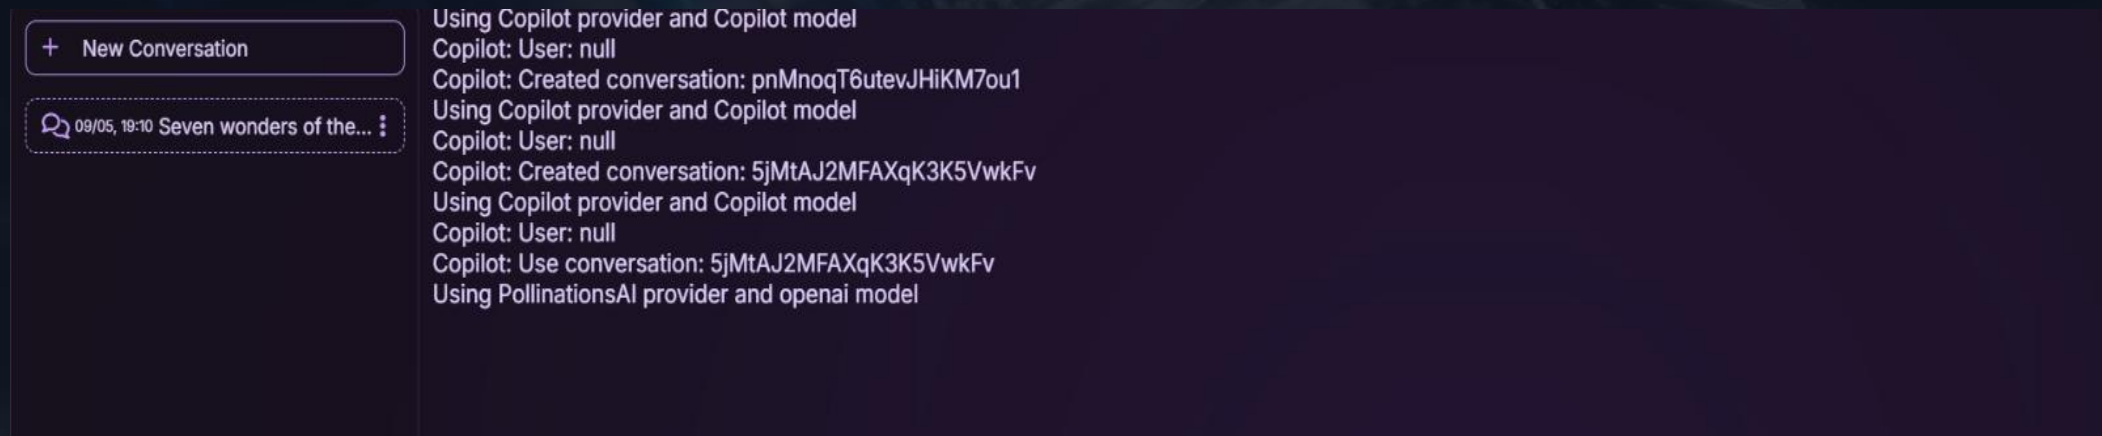 + New Conversation
09/05, 19:10 Seven wonders of the...
Using Copilot provider and Copilot model
Copilot: User: null
Copilot: Created conversation: pnMnoqT6utevJHiKM7ou1
Using Copilot provider and Copilot model
Copilot: User: null
Copilot: Created conversation: 5jMtAJ2MFAXqK3K5VwkFv
Using Copilot provider and Copilot model
Copilot: User: null
Copilot: Use conversation: 5jMtAJ2MFAXqK3K5VwkFv
Using PollinationsAI provider and openai model